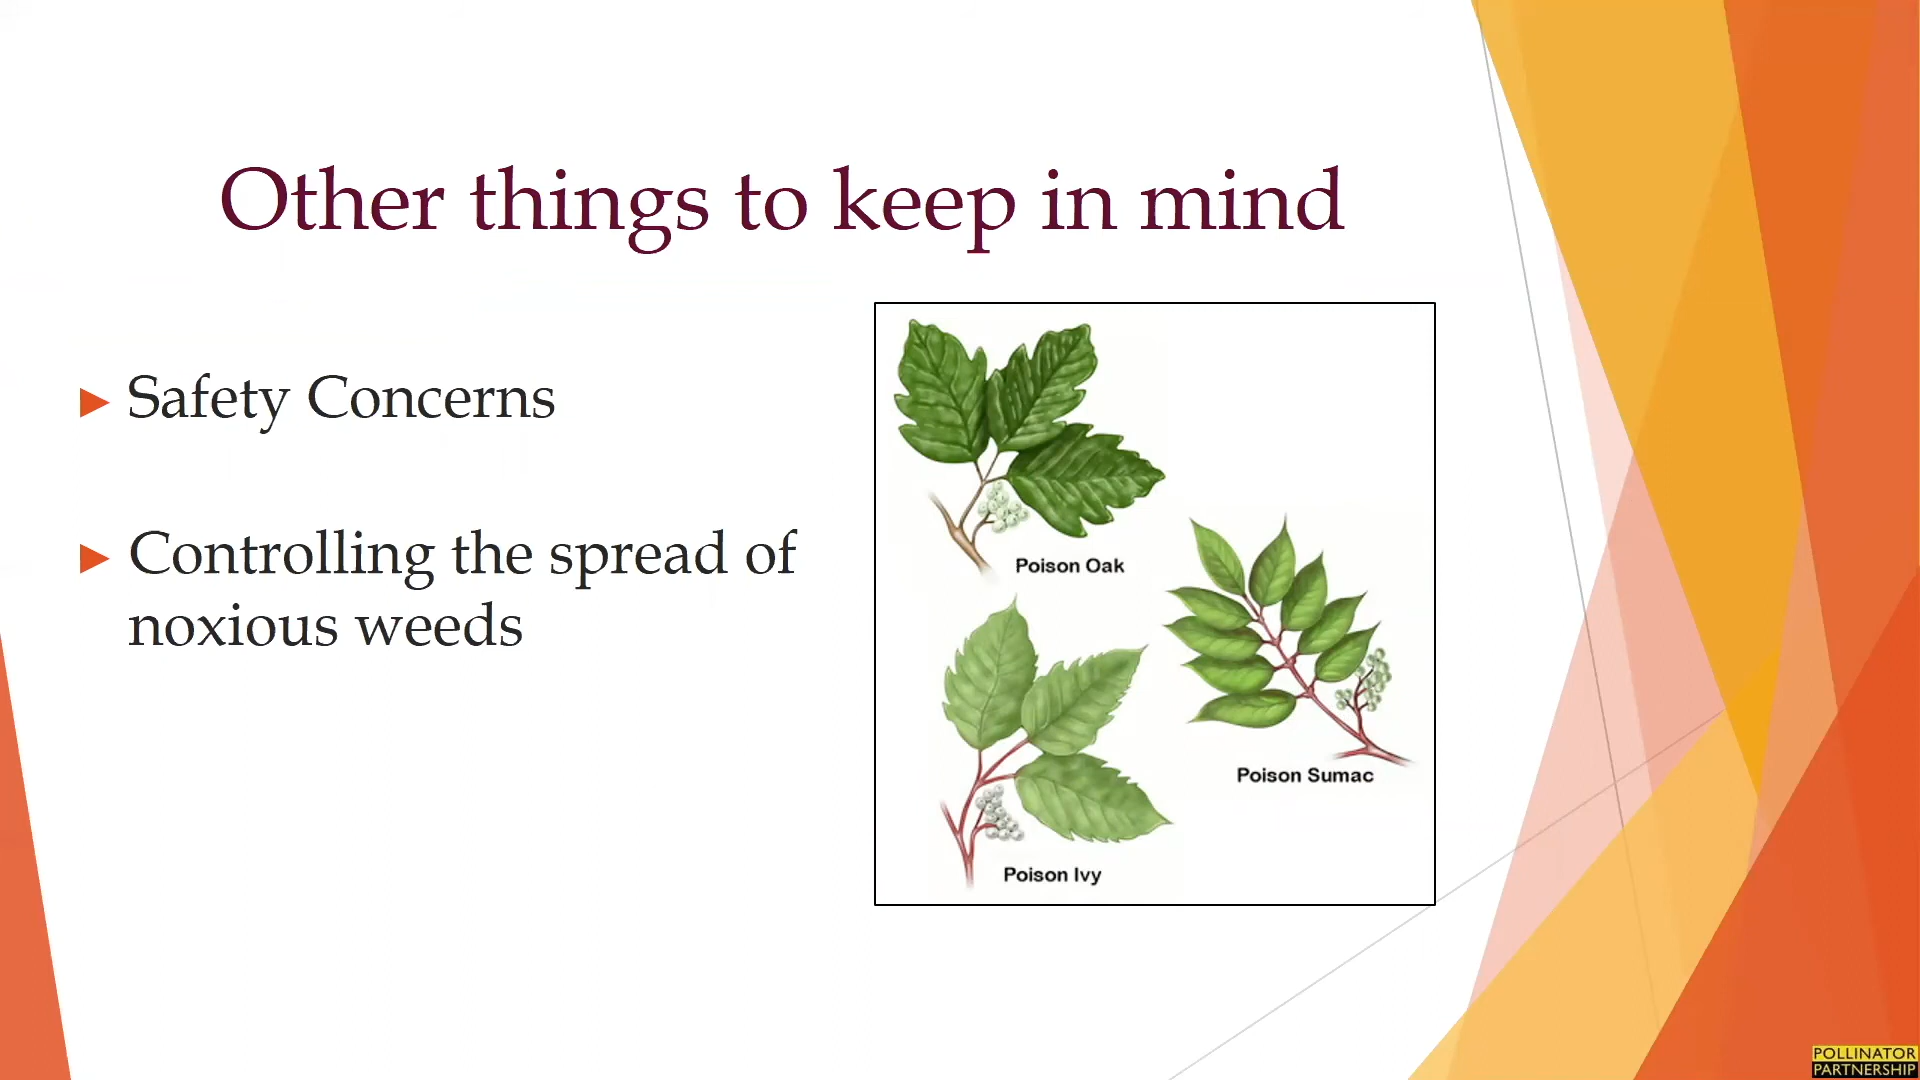 Other things to keep in mind
Safety Concerns
Controlling the spread of
noxious weeds
Poison Oak
Poison Sumac
Poison Ivy
POLLINATOR
PARTNERSHIP